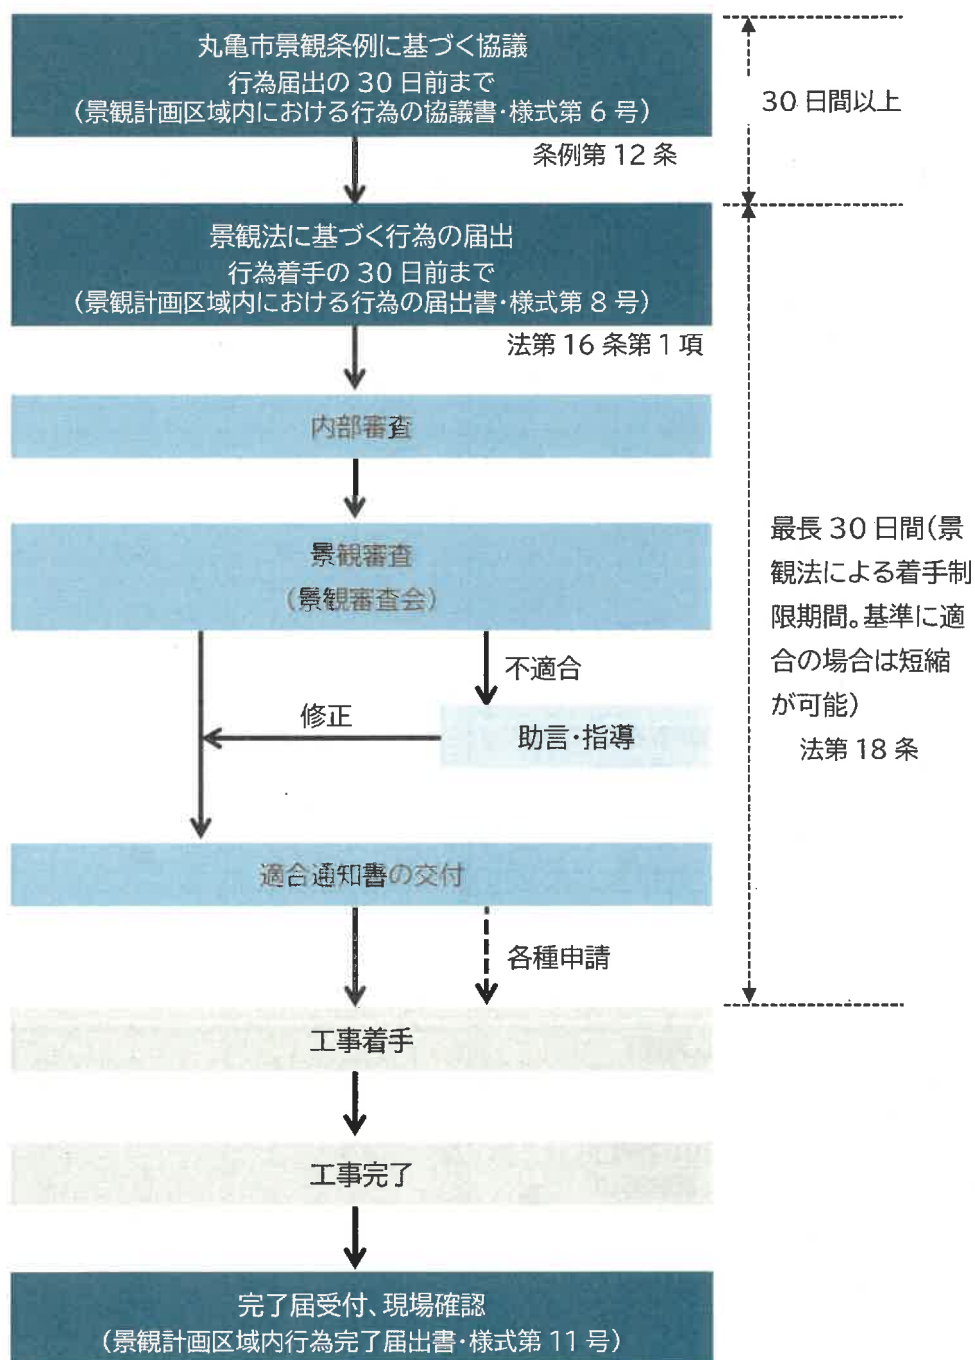 丸亀市景観条例に基づく協議
行為届出の 30 日前まで
(景観計画区域内における行為の協議書・様式第 6 号)
30 日間以上
条例第 12 条
景観法に基づく行為の届出
行為着手の 30 日前まで
(景観計画区域内における行為の届出書・様式第 8 号)
法第 16 条第 1 項
内部審査
景観審査
(景観審査会)
不適合
修正
助言・指導
最長 30 日間(景
観法による着手制
限期間。基準に適
合の場合は短縮
が可能)
法第 18 条
適合通知書の交付
各種申請
工事着手
工事完了
完了届受付、現場確認
(景観計画区域内行為完了届出書・様式第 11 号)